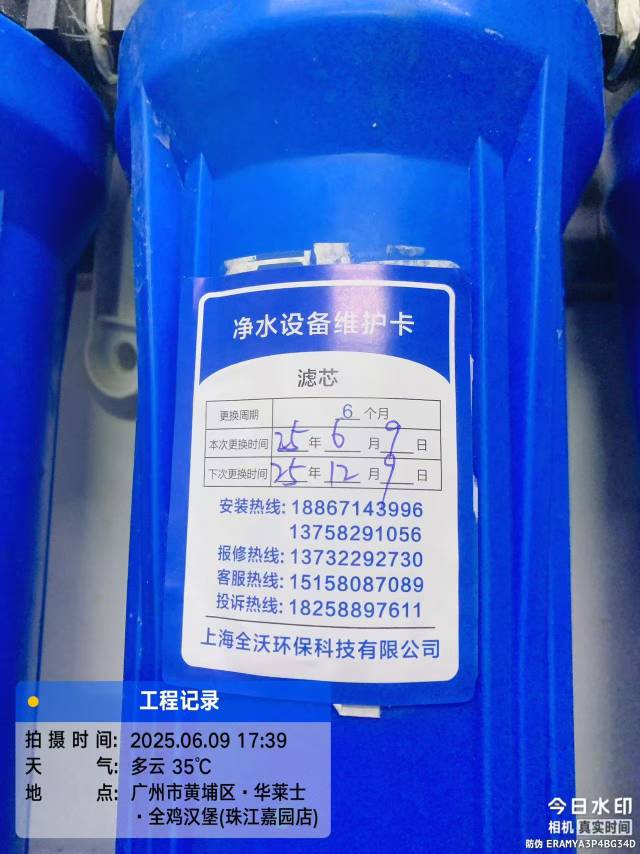 净水设备维护卡
滤芯
更换周期 6 个月
本次更换时间 25 年 6 月 9 日
下次更换时间 25 年 12 月 9 日
安装热线: 18867143996
13758291056
报修热线: 13732292730
客服热线: 15158087089
投诉热线: 18258897611
上海全沃环保科技有限公司
工程记录
拍摄时间: 2025.06.09 17:39
天气: 多云 35℃
地点: 广州市黄埔区·华莱士
·全鸡汉堡(珠江嘉园店)
今日水印
相机 真实时间
防伪 ERAMYA3P4BG34D